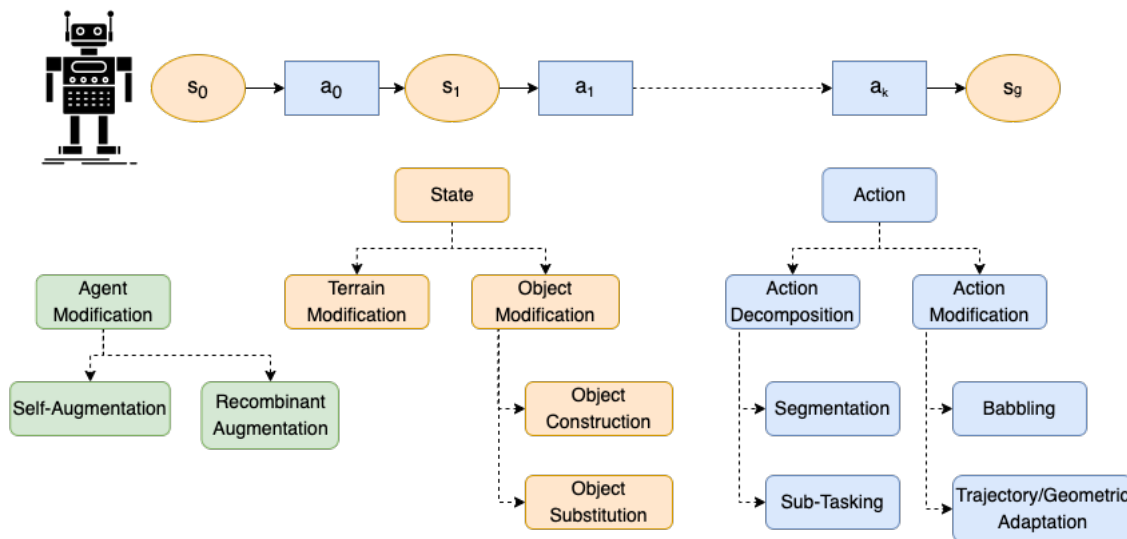 s0
a0
s1
a1
ak
sg
State
Action
Agent
Modification
Terrain
Modification
Object
Modification
Action
Decomposition
Action
Modification
Self-Augmentation
Recombinant
Augmentation
Object
Construction
Segmentation
Babbling
Object
Substitution
Sub-Tasking
Trajectory/Geometric
Adaptation